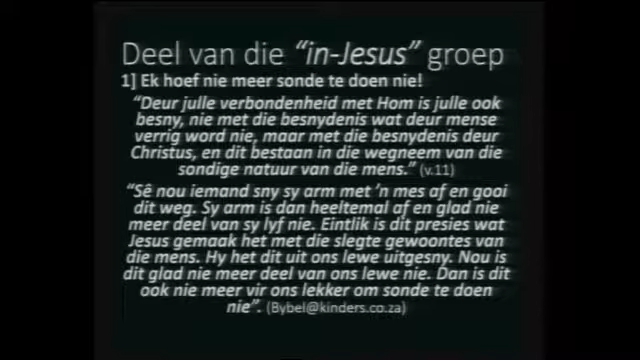 Deel van die “in-Jesus” groep
1] Ek hoef nie meer sonde te doen nie!
“Deur julle verbondenheid met Hom is julle ook
besny, nie met die besnydenis wat deur mense
verrig word nie, maar met die besnydenis deur
Christus, en dit bestaan in die wegneem van die
sondige natuur van die mens.” (v.11)
“Sê nou iemand sny sy arm met ’n mes af en gooi
dit weg. Sy arm is dan heeltemal af en glad nie
meer deel van sy lyf nie. Eintlik is dit presies wat
Jesus gemaak het met die slegte gewoontes van
die mens. Hy het dit uit ons lewe uitgesny. Nou is
dit glad nie meer deel van ons lewe nie. Dan is dit
ook nie meer vir ons lekker om sonde te doen
nie”. (Bybel@kinders.co.za)